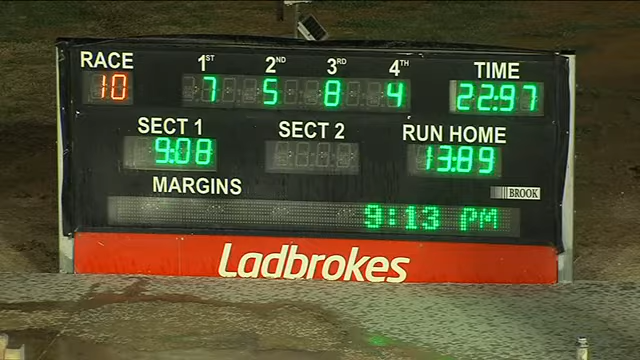 RACE 1ST 2ND 3RD 4TH TIME
10 7 5 8 4 22:97
SECT 1 SECT 2 RUN HOME
9:08 13:89
MARGINS BROOK
9:13 PM
Ladbrokes